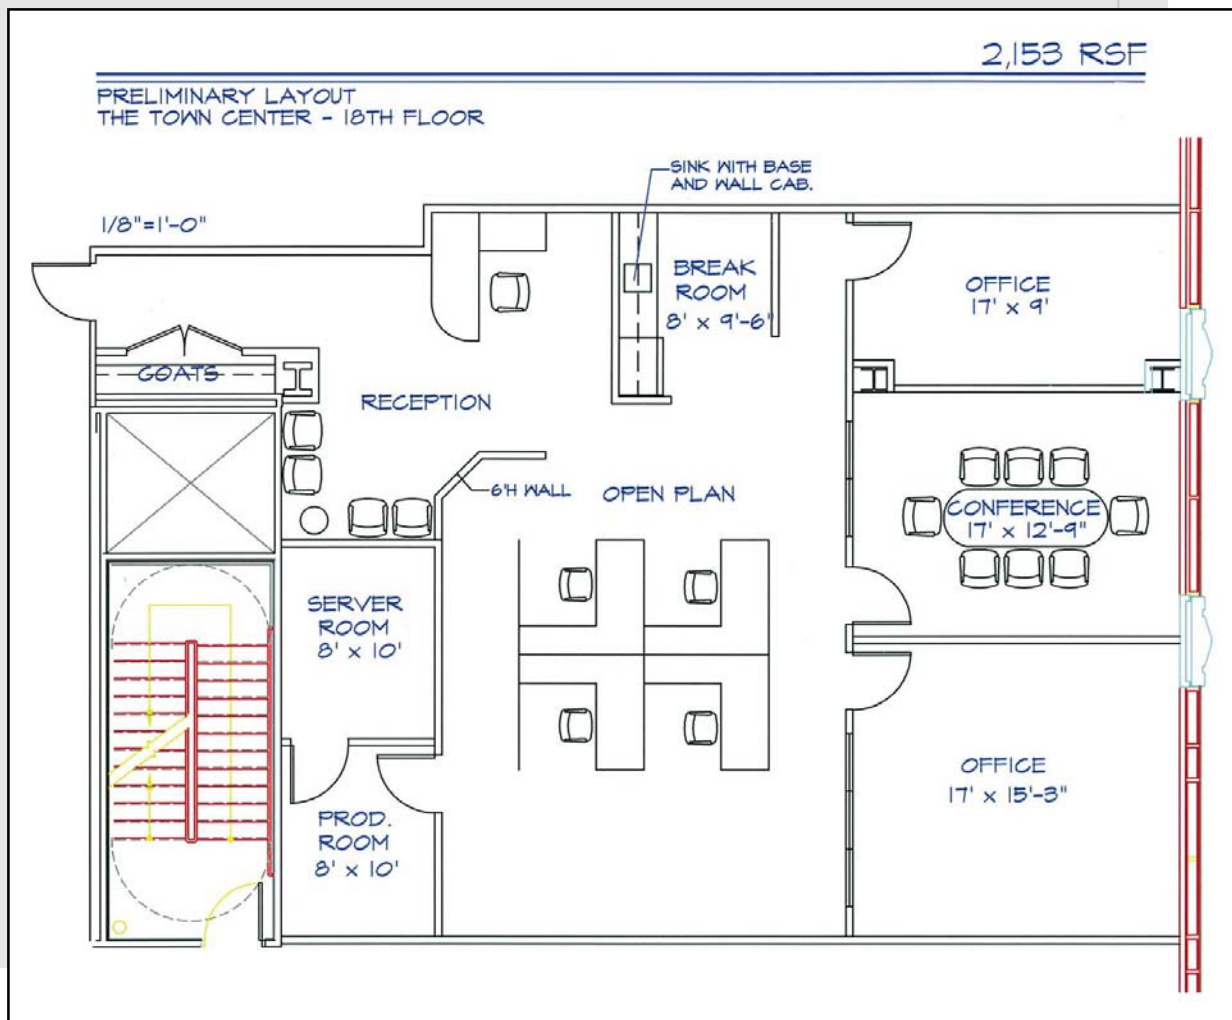 2,153 RSF
PRELIMINARY LAYOUT
THE TOWN CENTER - 18TH FLOOR
SINK WITH BASE
AND WALL CAB.
1/8"=1'-0"
BREAK
ROOM
8' x 9'-6"
OFFICE
17' x 9'
COATS
RECEPTION
6'H WALL
OPEN PLAN
CONFERENCE
17' x 12'-9"
SERVER
ROOM
8' x 10'
OFFICE
17' x 15'-3"
PROD.
ROOM
8' x 10'